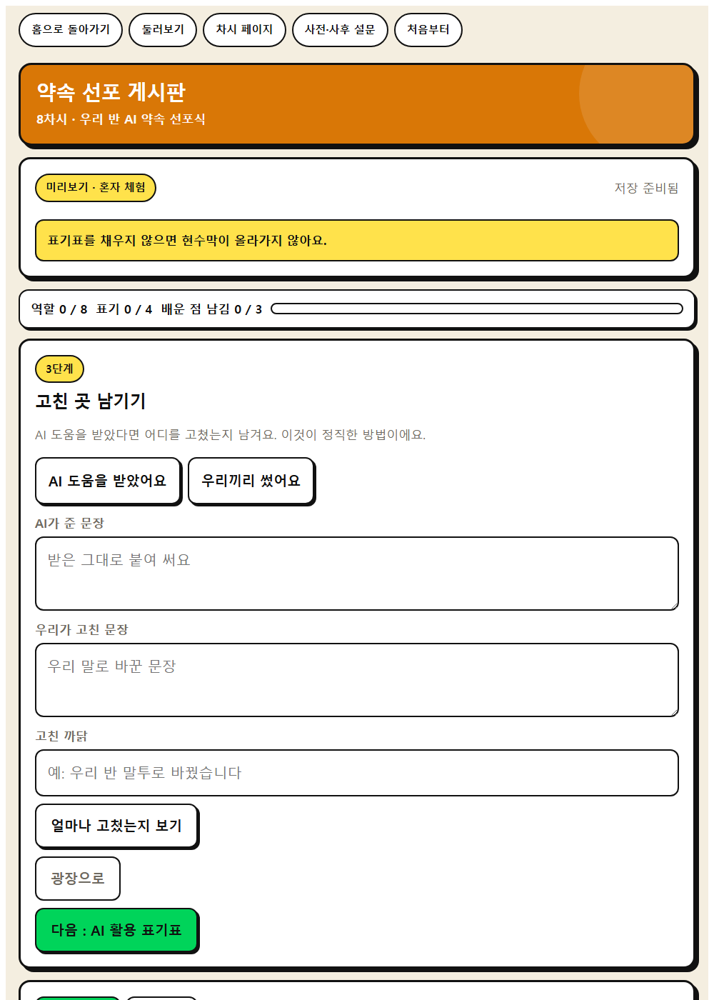 홈으로 돌아가기 둘러보기 차시 페이지 사전·사후 설문 처음부터
약속 선포 게시판
8차시 · 우리 반 AI 약속 선포식
미리보기 · 혼자 체험 저장 준비됨
표기표를 채우지 않으면 현수막이 올라가지 않아요.
역할 0 / 8 표기 0 / 4 배운 점 남김 0 / 3
3단계
고친 곳 남기기
AI 도움을 받았다면 어디를 고쳤는지 남겨요. 이것이 정직한 방법이에요.
AI 도움을 받았어요 우리끼리 썼어요
AI가 준 문장
받은 그대로 붙여 써요
우리가 고친 문장
우리 말로 바꾼 문장
고친 까닭
예: 우리 반 말투로 바꿨습니다
얼마나 고쳤는지 보기
광장으로
다음 : AI 활용 표기표